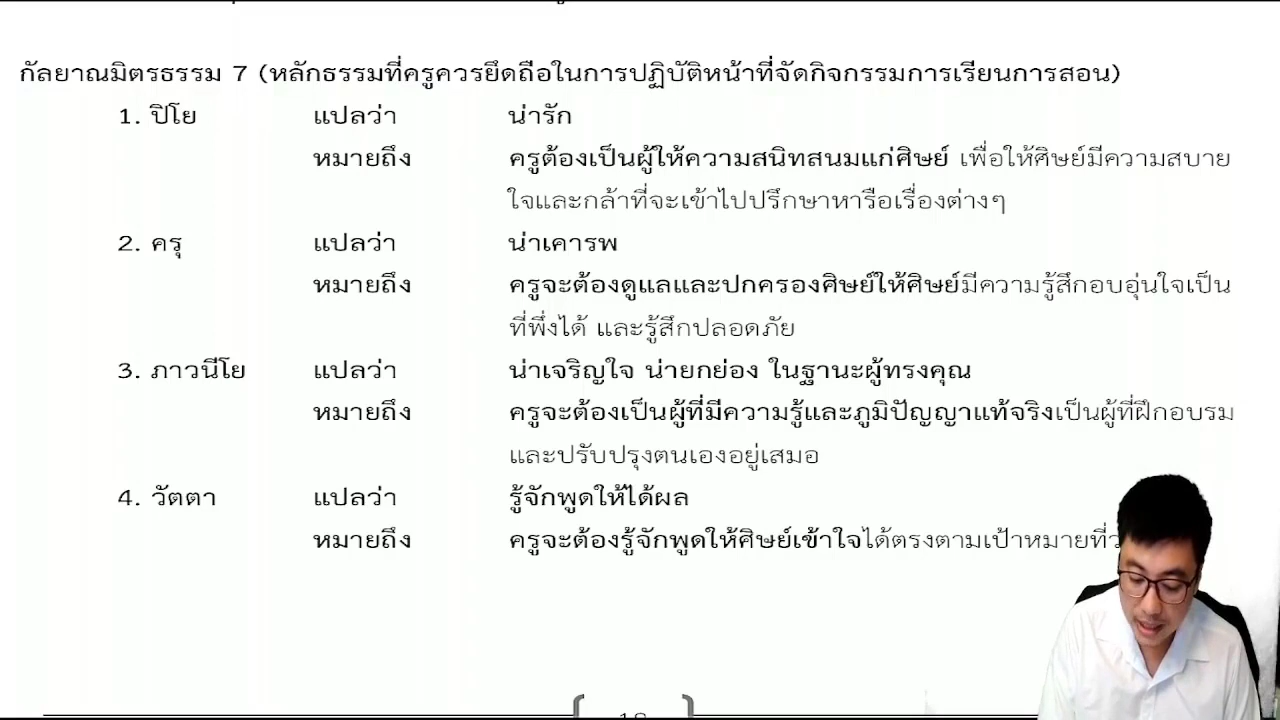 กัลยาณมิตรธรรม 7 (หลักธรรมที่ครูควรยึดถือในการปฏิบัติหน้าที่จัดกิจกรรมการเรียนการสอน)
1. ปิโย แปลว่า น่ารัก
หมายถึง ครูต้องเป็นผู้ให้ความสนิทสนมแก่ศิษย์ เพื่อให้ศิษย์มีความสบาย
ใจและกล้าที่จะเข้าไปปรึกษาหารือเรื่องต่างๆ
2. ครุ แปลว่า น่าเคารพ
หมายถึง ครูจะต้องดูแลและปกครองศิษย์ให้ศิษย์มีความรู้สึกอบอุ่นใจเป็น
ที่พึ่งได้ และรู้สึกปลอดภัย
3. ภาวนีโย แปลว่า น่าเจริญใจ น่ายกย่อง ในฐานะผู้ทรงคุณ
หมายถึง ครูจะต้องเป็นผู้ที่มีความรู้และภูมิปัญญาแท้จริงเป็นผู้ที่ฝึกอบรม
และปรับปรุงตนเองอยู่เสมอ
4. วัตตา แปลว่า รู้จักพูดให้ได้ผล
หมายถึง ครูจะต้องรู้จักพูดให้ศิษย์เข้าใจได้ตรงตามเป้าหมายที่